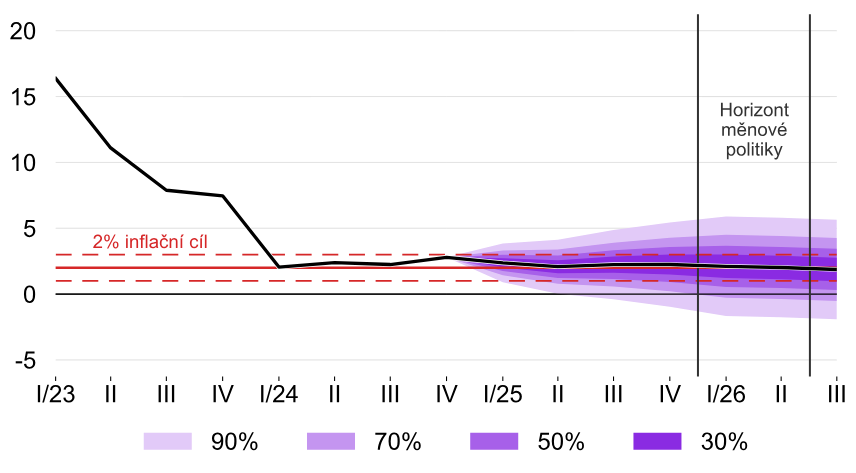 20
15
10
5
0
-5
Horizont
měnové
politiky
2% inflační cíl
I/23 II III IV I/24 II III IV I/25 II III IV I/26 II III
90% 70% 50% 30%